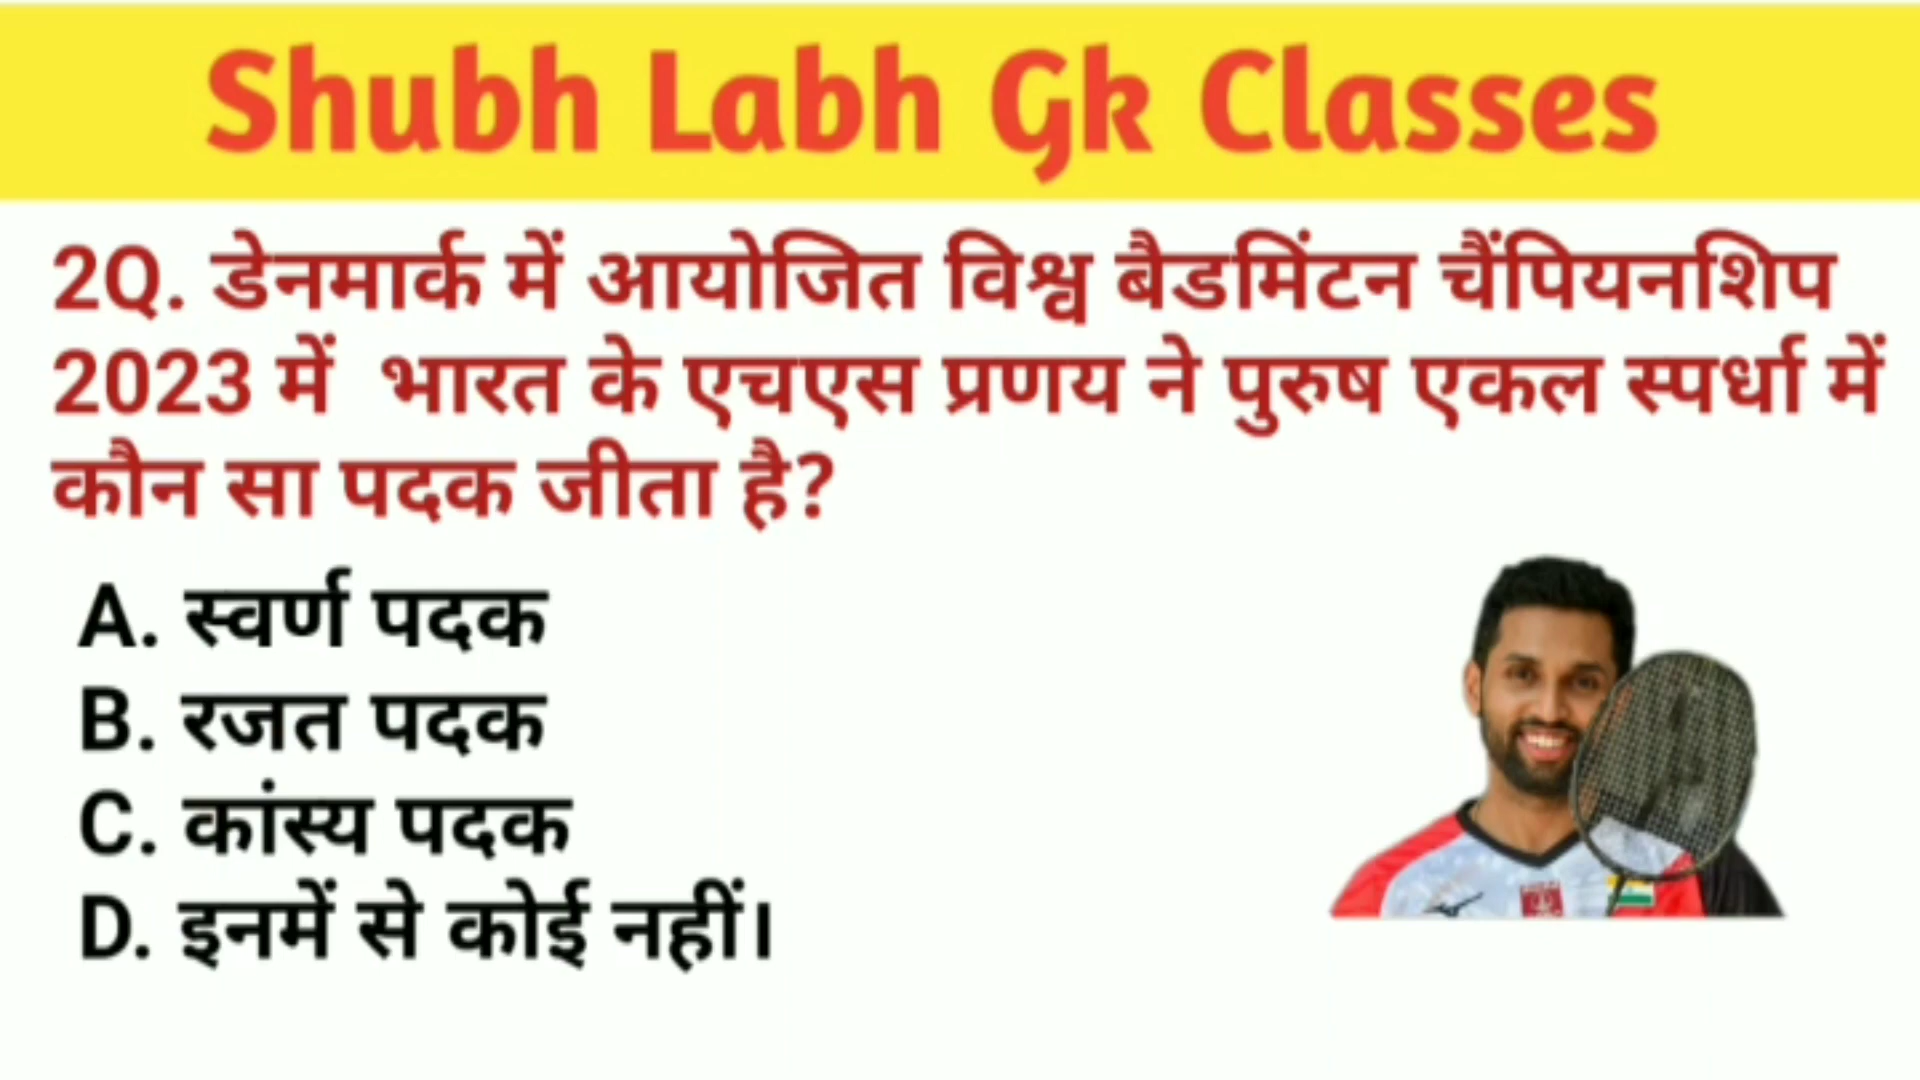 Shubh Labh Gk Classes
2Q. डेनमार्क में आयोजित विश्व बैडमिंटन चैंपियनशिप
2023 में भारत के एचएस प्रणय ने पुरुष एकल स्पर्धा में
कौन सा पदक जीता है?
A. स्वर्ण पदक
B. रजत पदक
C. कांस्य पदक
D. इनमें से कोई नहीं।